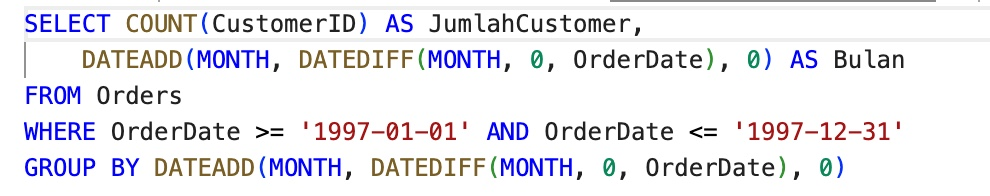 SELECT COUNT(CustomerID) AS JumlahCustomer,
DATEADD(MONTH, DATEDIFF(MONTH, 0, OrderDate), 0) AS Bulan
FROM Orders
WHERE OrderDate >= '1997-01-01' AND OrderDate <= '1997-12-31'
GROUP BY DATEADD(MONTH, DATEDIFF(MONTH, 0, OrderDate), 0)